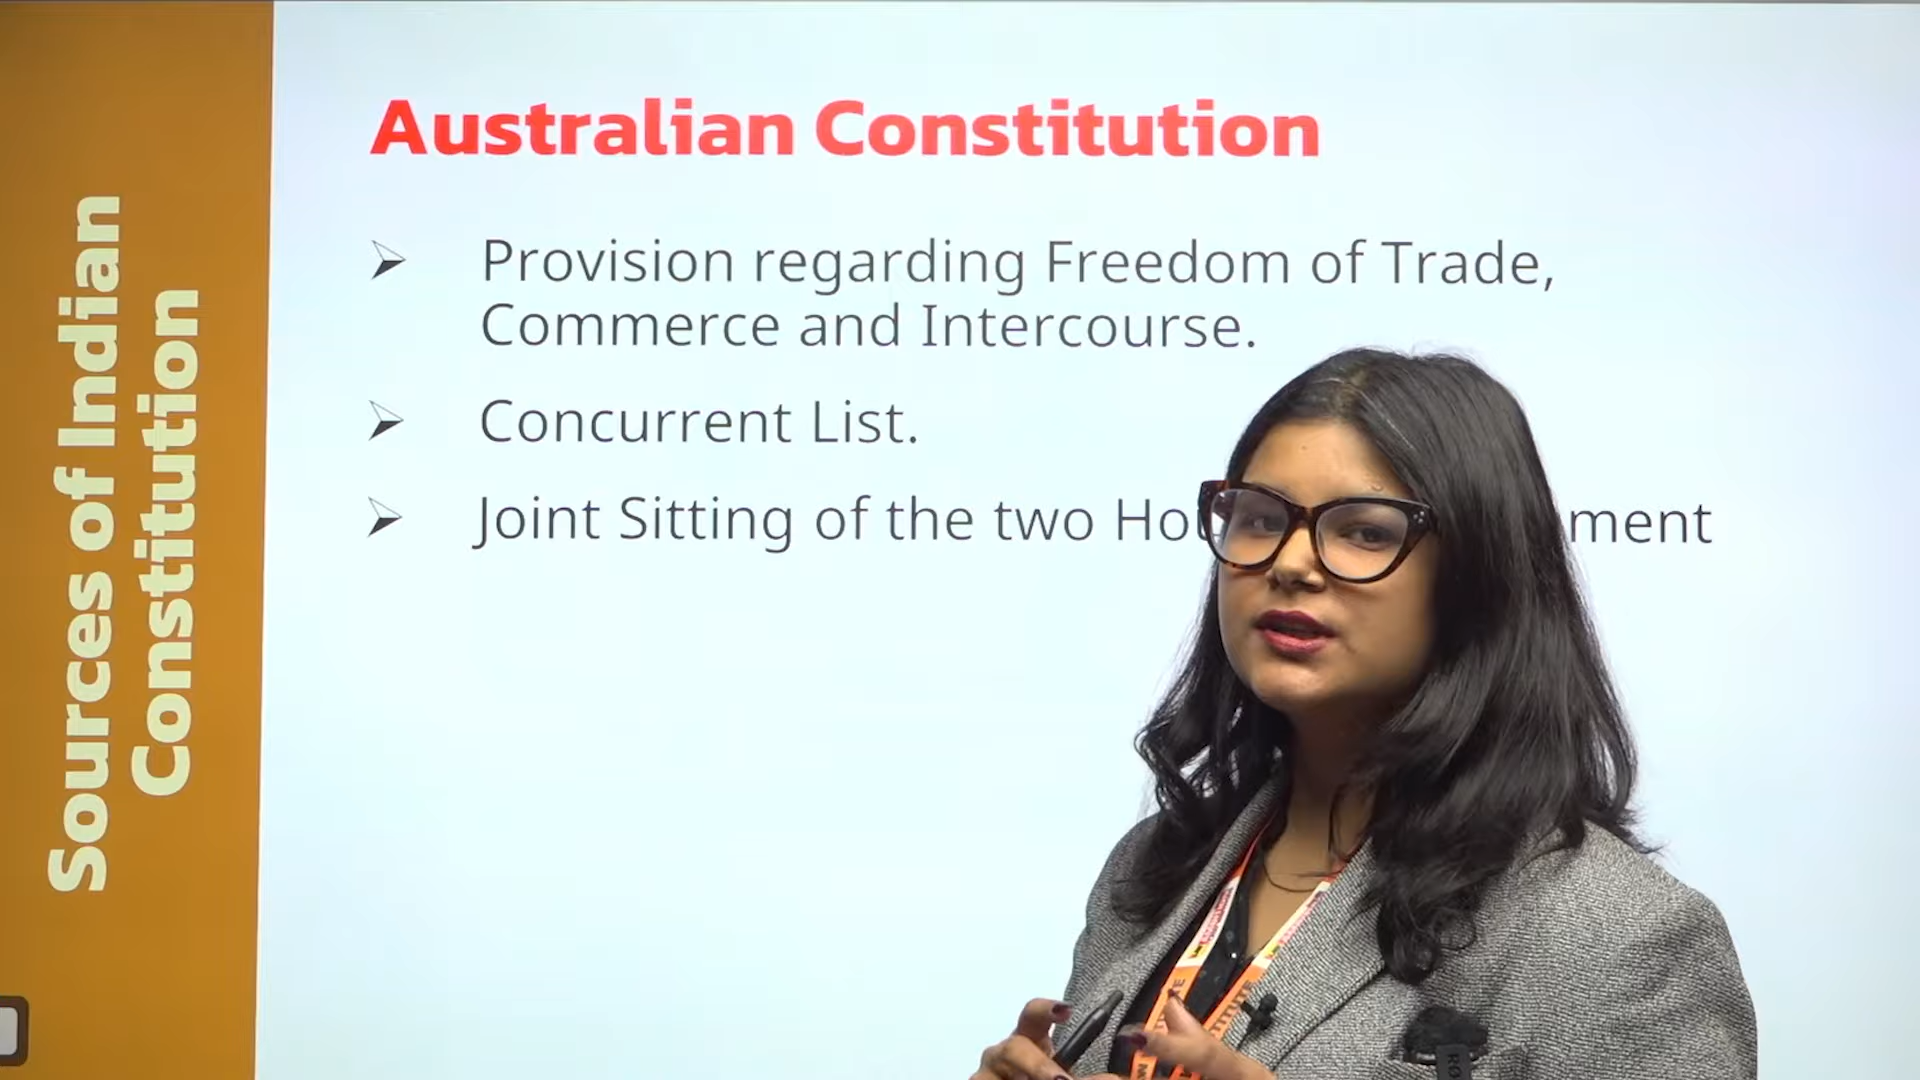 Sources of Indian
Constitution
Australian Constitution
Provision regarding Freedom of Trade,
Commerce and Intercourse.
Concurrent List.
Joint Sitting of the two